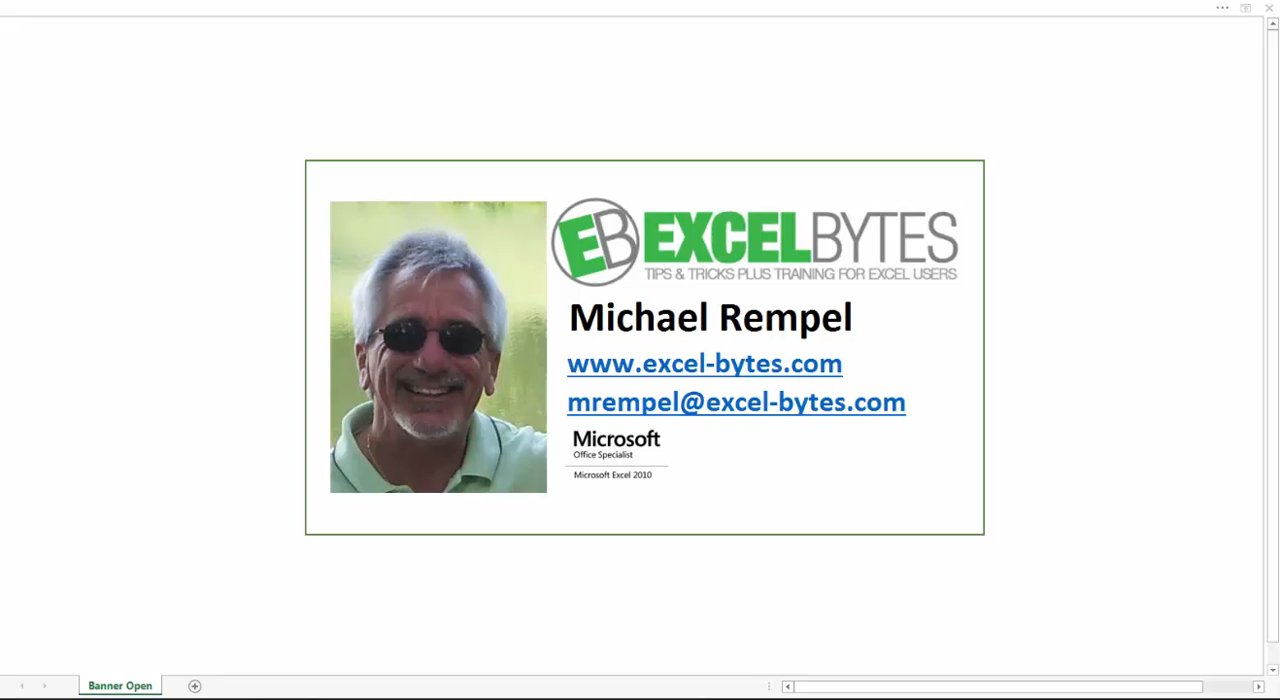 EB EXCELBYTES
TIPS & TRICKS PLUS TRAINING FOR EXCEL USERS
Michael Rempel
www.excel-bytes.com
mrempel@excel-bytes.com
Microsoft
Office Specialist
Microsoft Excel 2010
Banner Open